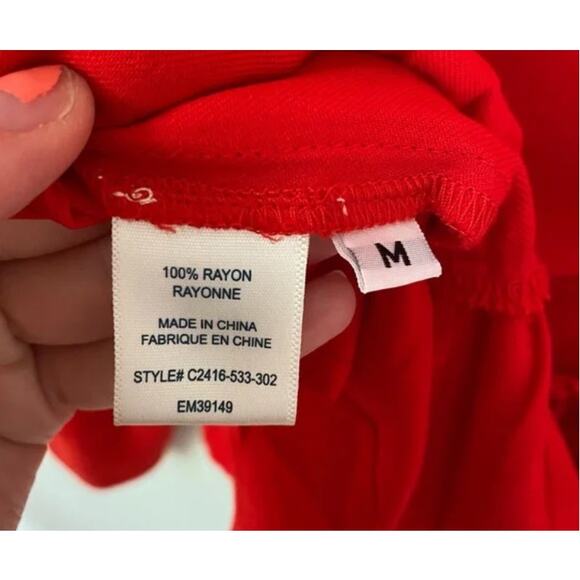 100% RAYON
RAYONNE
MADE IN CHINA
FABRIQUE EN CHINE
STYLE# C2416-533-302
EM39149
M